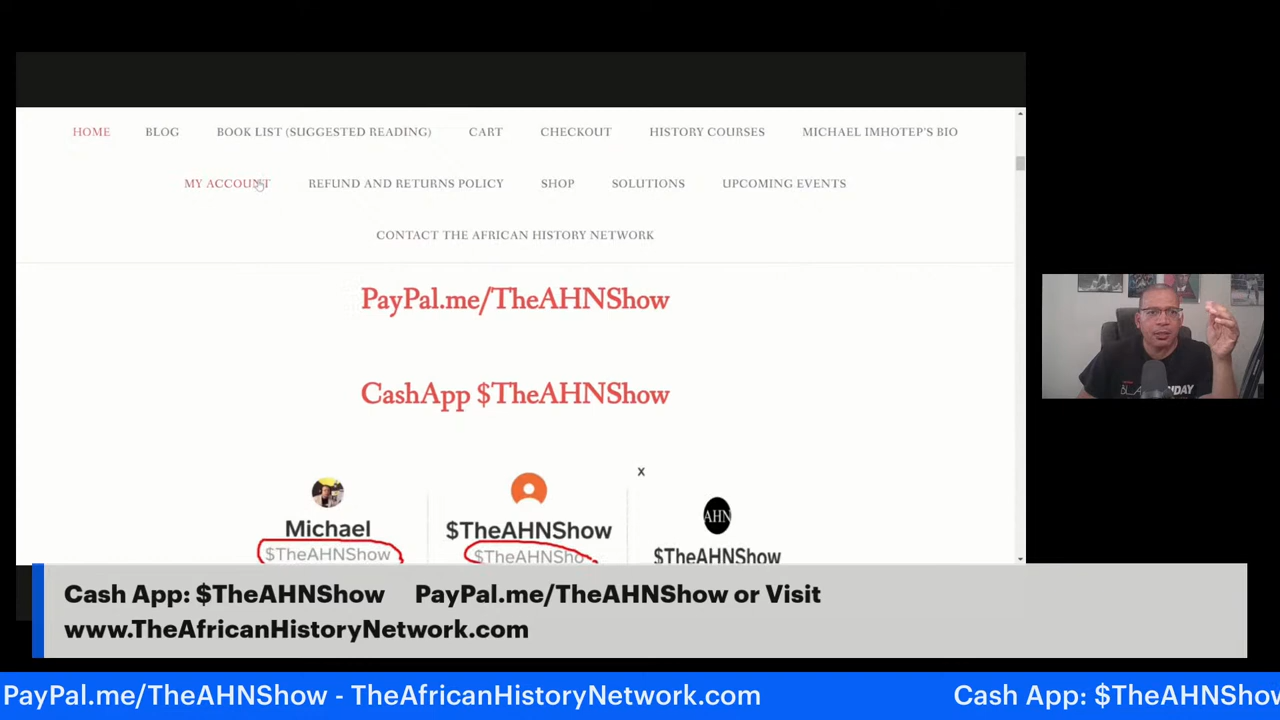 HOME BLOG BOOK LIST (SUGGESTED READING) CART CHECKOUT HISTORY COURSES MICHAEL IMHOTEP'S BIO
MY ACCOUNT REFUND AND RETURNS POLICY SHOP SOLUTIONS UPCOMING EVENTS
CONTACT THE AFRICAN HISTORY NETWORK
PayPal.me/TheAHNShow
CashApp $TheAHNShow
x
AHN
Michael $TheAHNShow
$TheAHNShow
$TheAHNShow $TheAHNSho
Cash App: $TheAHNShow PayPal.me/TheAHNShow or Visit
www.TheAfricanHistoryNetwork.com
PayPal.me/TheAHNShow - TheAfricanHistoryNetwork.com Cash App: $TheAHNShow